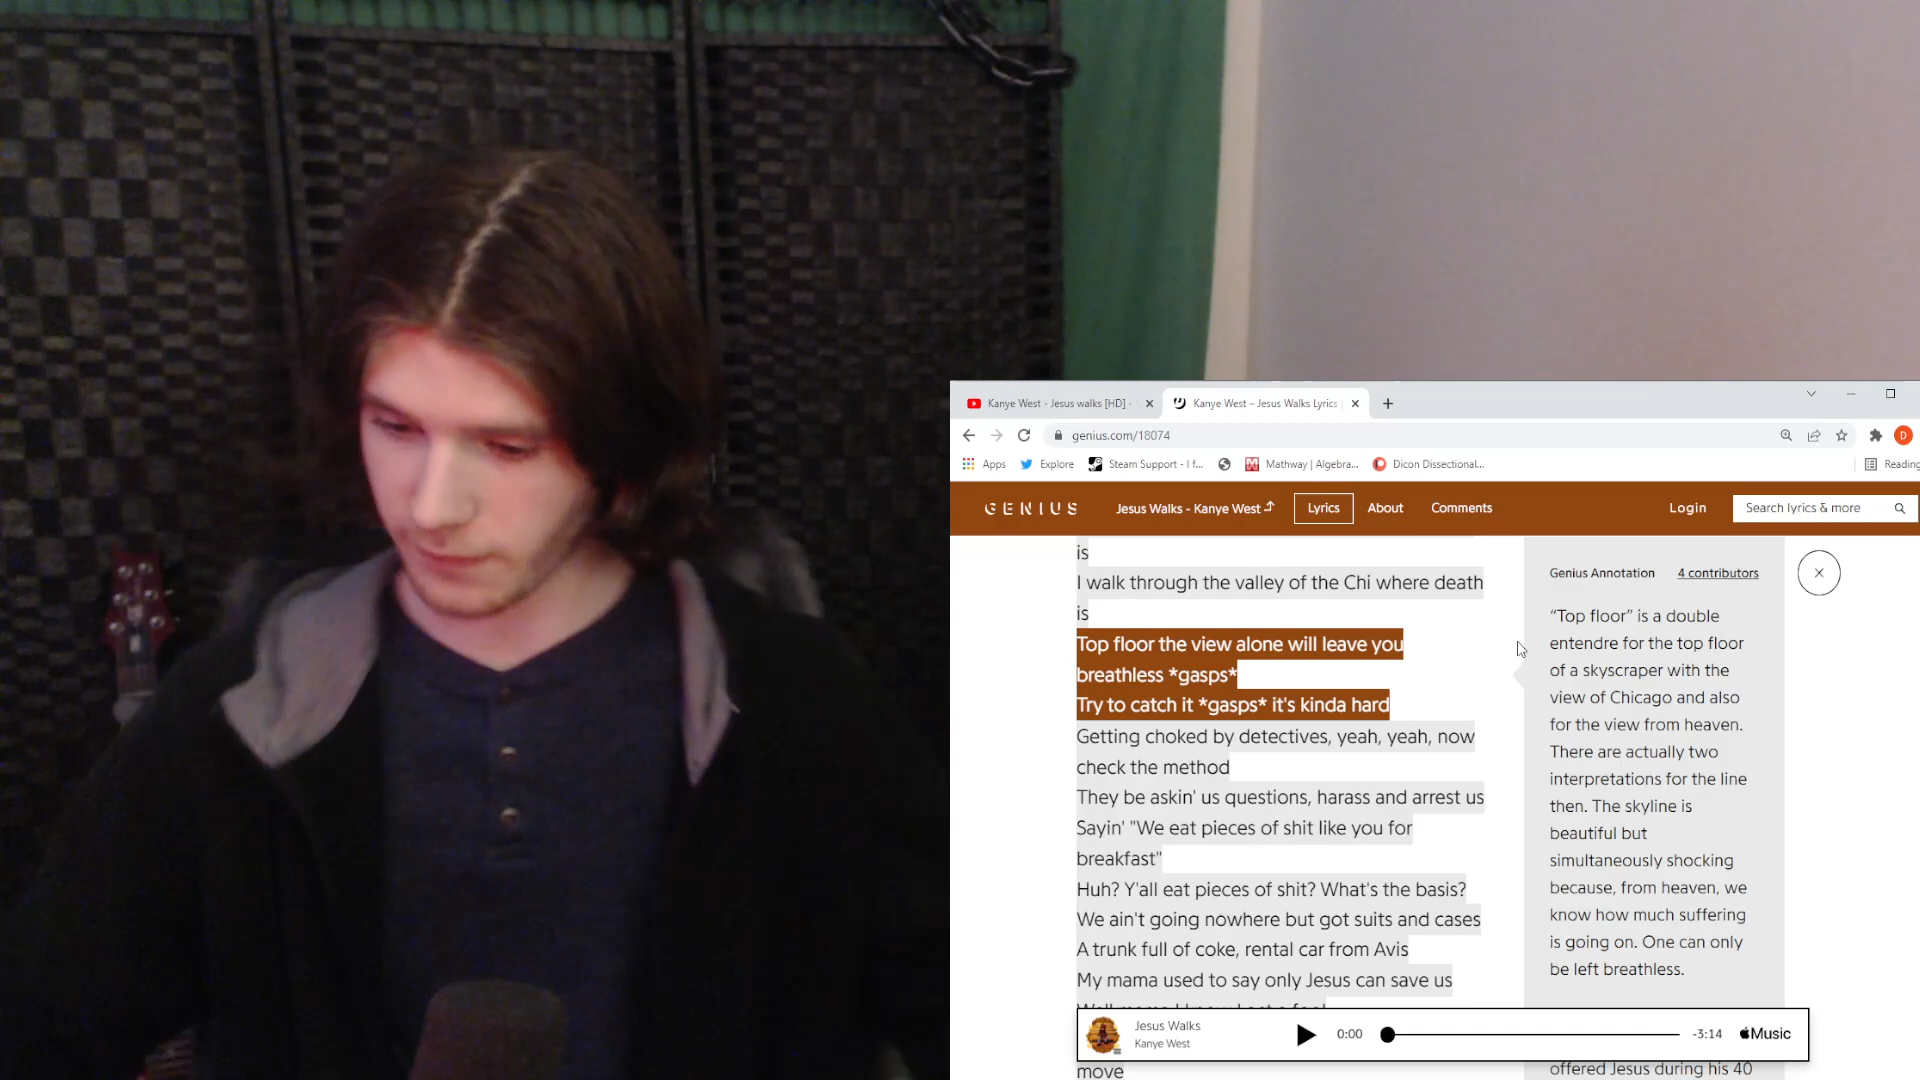 Kanye West - Jesus walks [HD] -
Kanye West – Jesus Walks Lyrics
genius.com/18074
D
Apps
Explore
Steam Support - I f...
Mathway | Algebra...
Dicon Dissectional...
Reading
GENIUS
Jesus Walks - Kanye West
Lyrics
About
Comments
Login
Search lyrics & more
is
I walk through the valley of the Chi where death
is
Top floor the view alone will leave you
breathless *gasps*
Try to catch it *gasps* it's kinda hard
Getting choked by detectives, yeah, yeah, now
check the method
They be askin' us questions, harass and arrest us
Sayin' "We eat pieces of shit like you for
breakfast"
Huh? Y'all eat pieces of shit? What's the basis?
We ain't going nowhere but got suits and cases
A trunk full of coke, rental car from Avis
My mama used to say only Jesus can save us
move
Genius Annotation
4 contributors
“Top floor” is a double
entendre for the top floor
of a skyscraper with the
view of Chicago and also
for the view from heaven.
There are actually two
interpretations for the line
then. The skyline is
beautiful but
simultaneously shocking
because, from heaven, we
know how much suffering
is going on. One can only
be left breathless.
offered Jesus during his 40
Jesus Walks
Kanye West
0:00
-3:14
Music